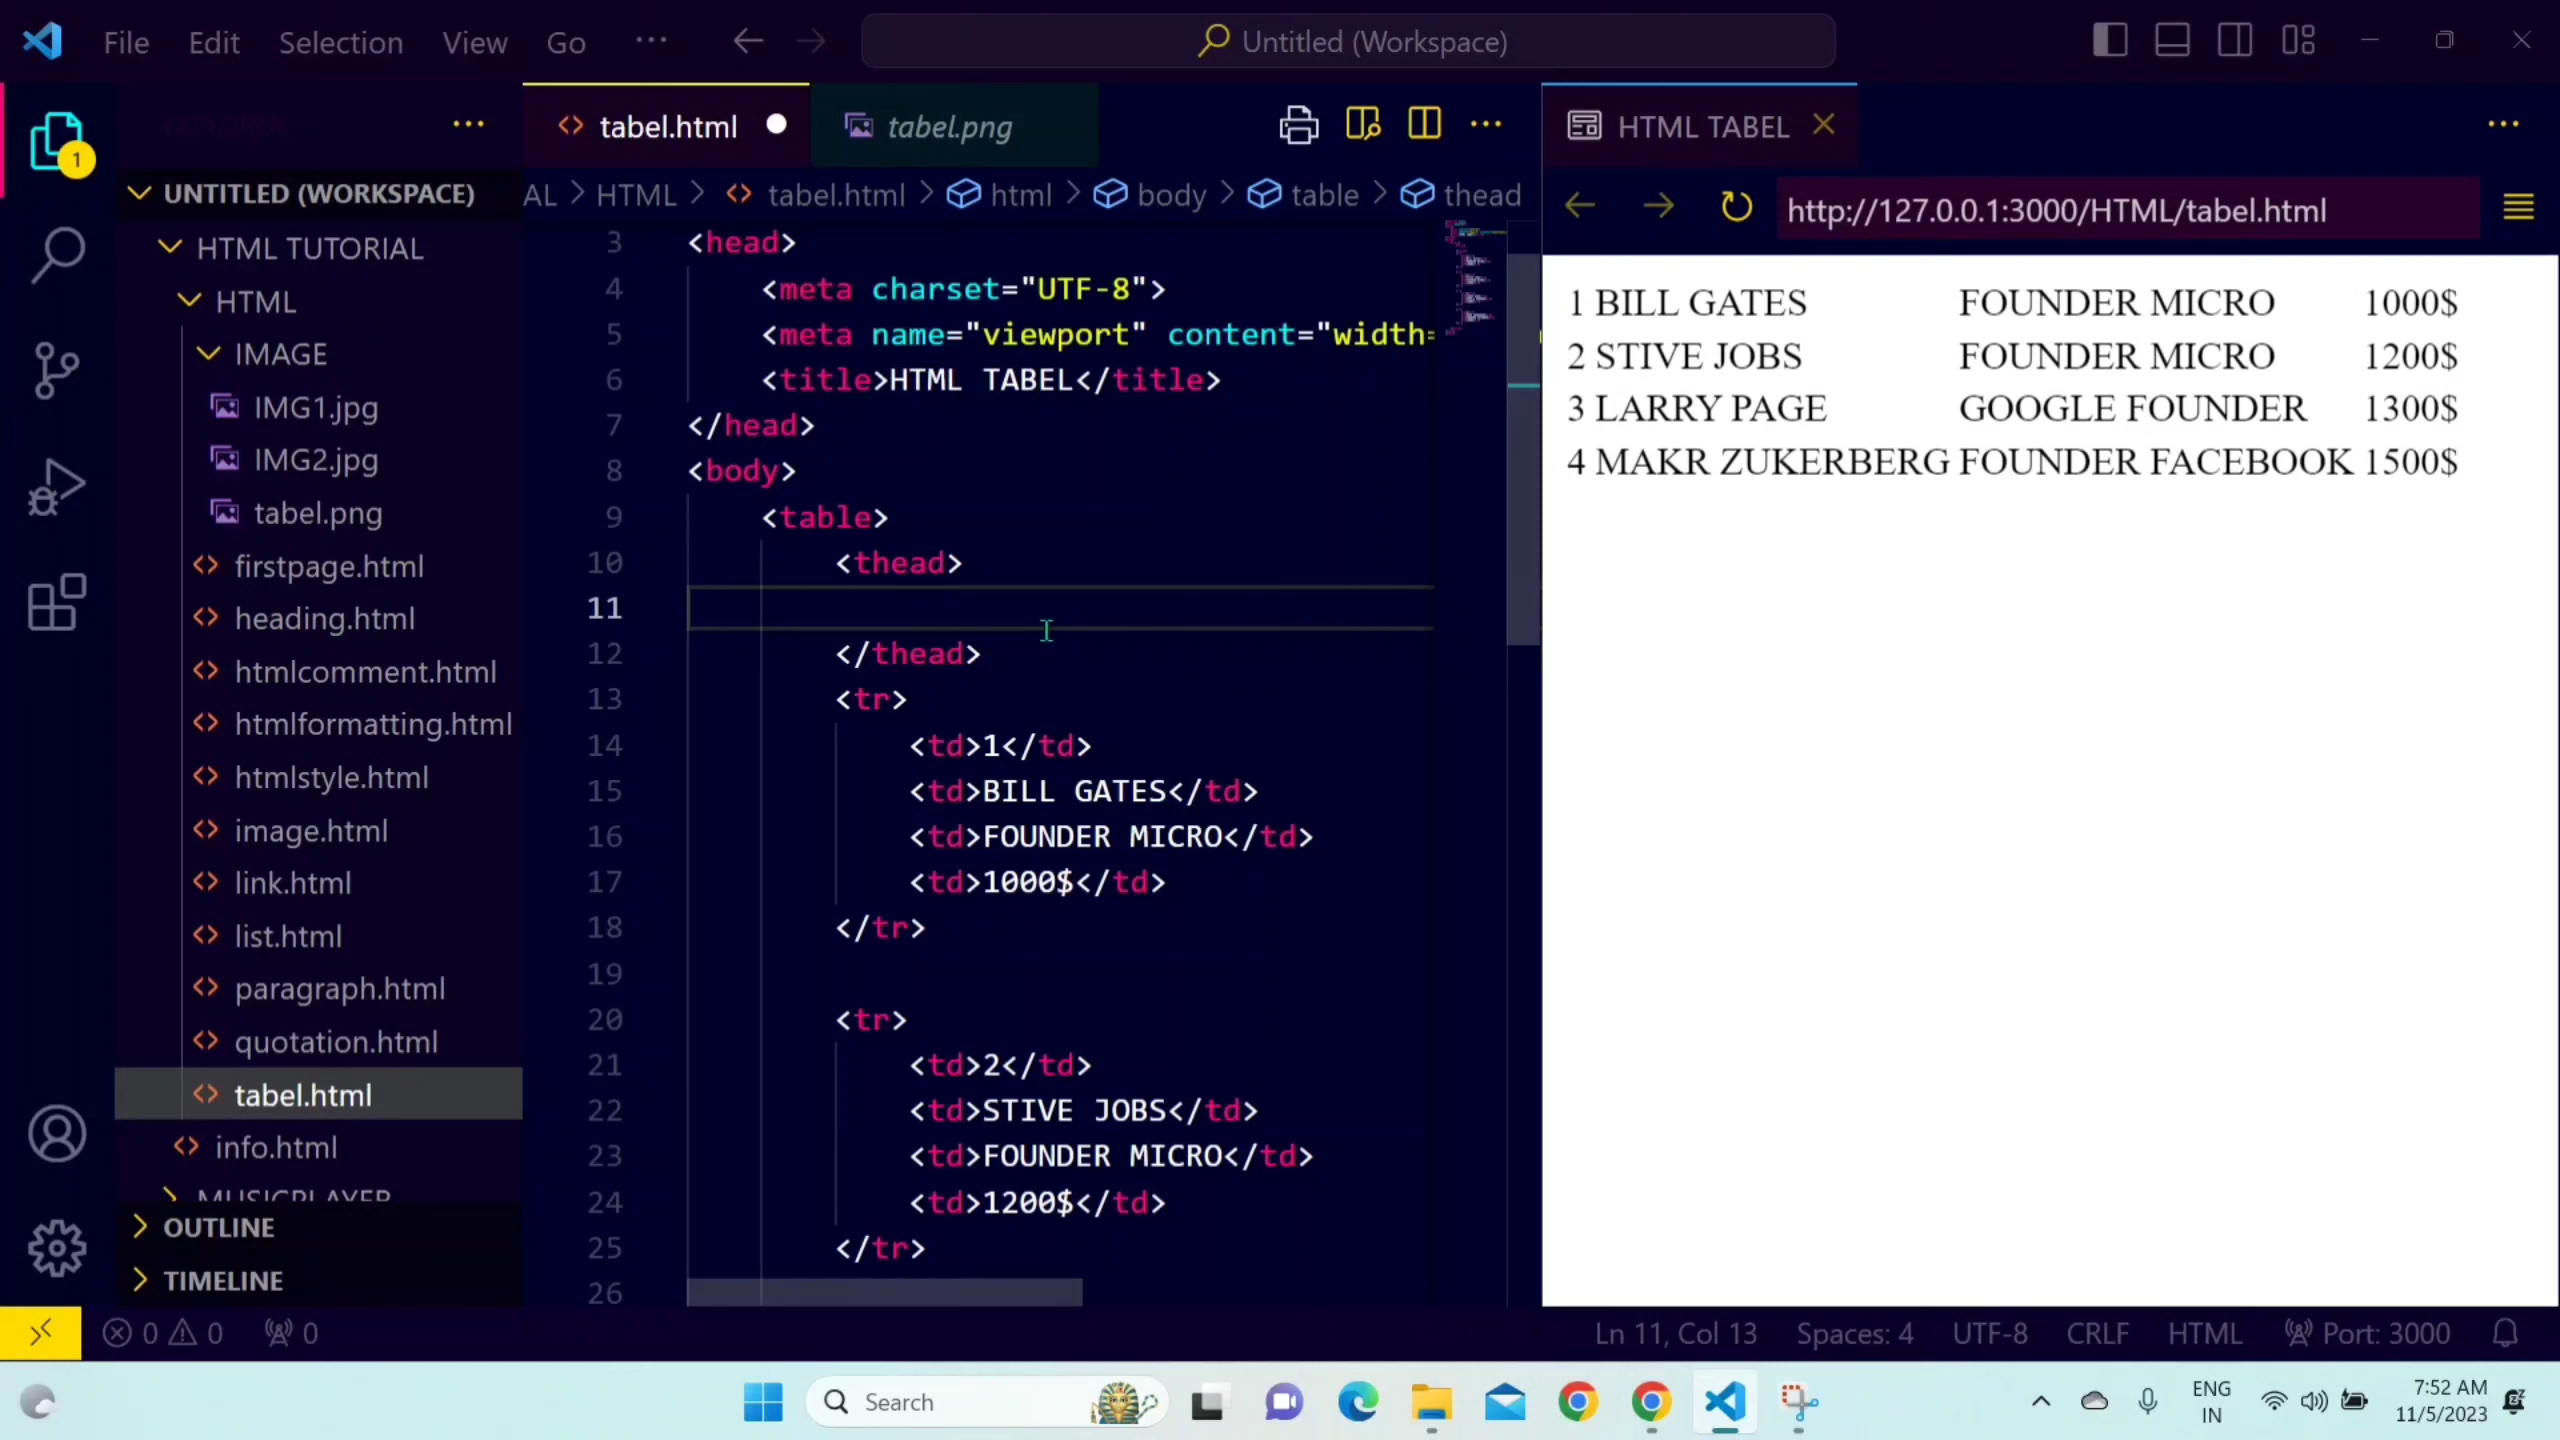 File Edit Selection View Go ··· Untitled (Workspace)
1
UNTITLED (WORKSPACE)
HTML TUTORIAL
HTML
IMAGE
IMG1.jpg
IMG2.jpg
tabel.png
firstpage.html
heading.html
htmlcomment.html
htmlformatting.html
htmlstyle.html
image.html
link.html
list.html
paragraph.html
quotation.html
tabel.html
info.html
MUSICPLAYER
OUTLINE
TIMELINE
tabel.html tabel.png
AL > HTML > tabel.html > html > body > table > thead
3 <head>
4 <meta charset="UTF-8">
5 <meta name="viewport" content="width=
6 <title>HTML TABEL</title>
7 </head>
8 <body>
9 <table>
10 <thead>
11
12 </thead>
13 <tr>
14 <td>1</td>
15 <td>BILL GATES</td>
16 <td>FOUNDER MICRO</td>
17 <td>1000$</td>
18 </tr>
19
20 <tr>
21 <td>2</td>
22 <td>STIVE JOBS</td>
23 <td>FOUNDER MICRO</td>
24 <td>1200$</td>
25 </tr>
26
HTML TABEL
http://127.0.0.1:3000/HTML/tabel.html
1 BILL GATES FOUNDER MICRO 1000$
2 STIVE JOBS FOUNDER MICRO 1200$
3 LARRY PAGE GOOGLE FOUNDER 1300$
4 MAKR ZUKERBERG FOUNDER FACEBOOK 1500$
0 0 0 Ln 11, Col 13 Spaces: 4 UTF-8 CRLF HTML Port: 3000
Search
ENG
IN
7:52 AM
11/5/2023